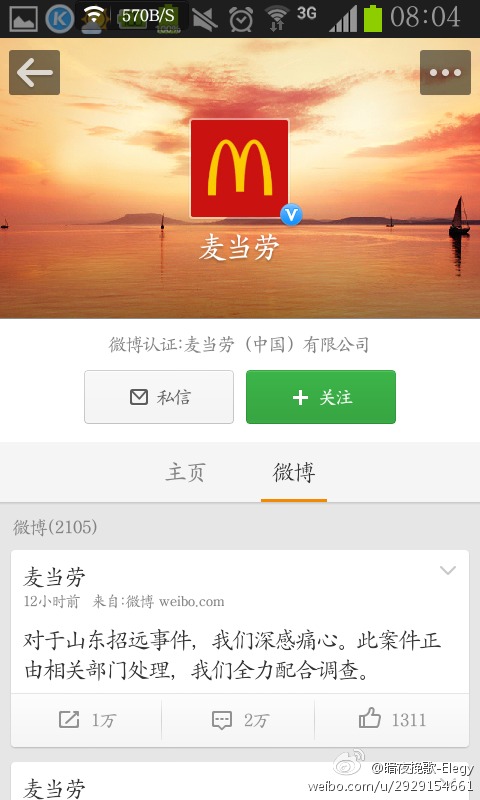 570B/S 3G 08:04
麦当劳
微博认证:麦当劳（中国）有限公司
私信 关注
主页 微博
微博(2105)
麦当劳
12小时前 来自:微博 weibo.com
对于山东招远事件，我们深感痛心。此案件正
由相关部门处理，我们全力配合调查。
1万 2万 1311
麦当劳
@暗夜挽歌-Elegy
weibo.com/u/2929154661